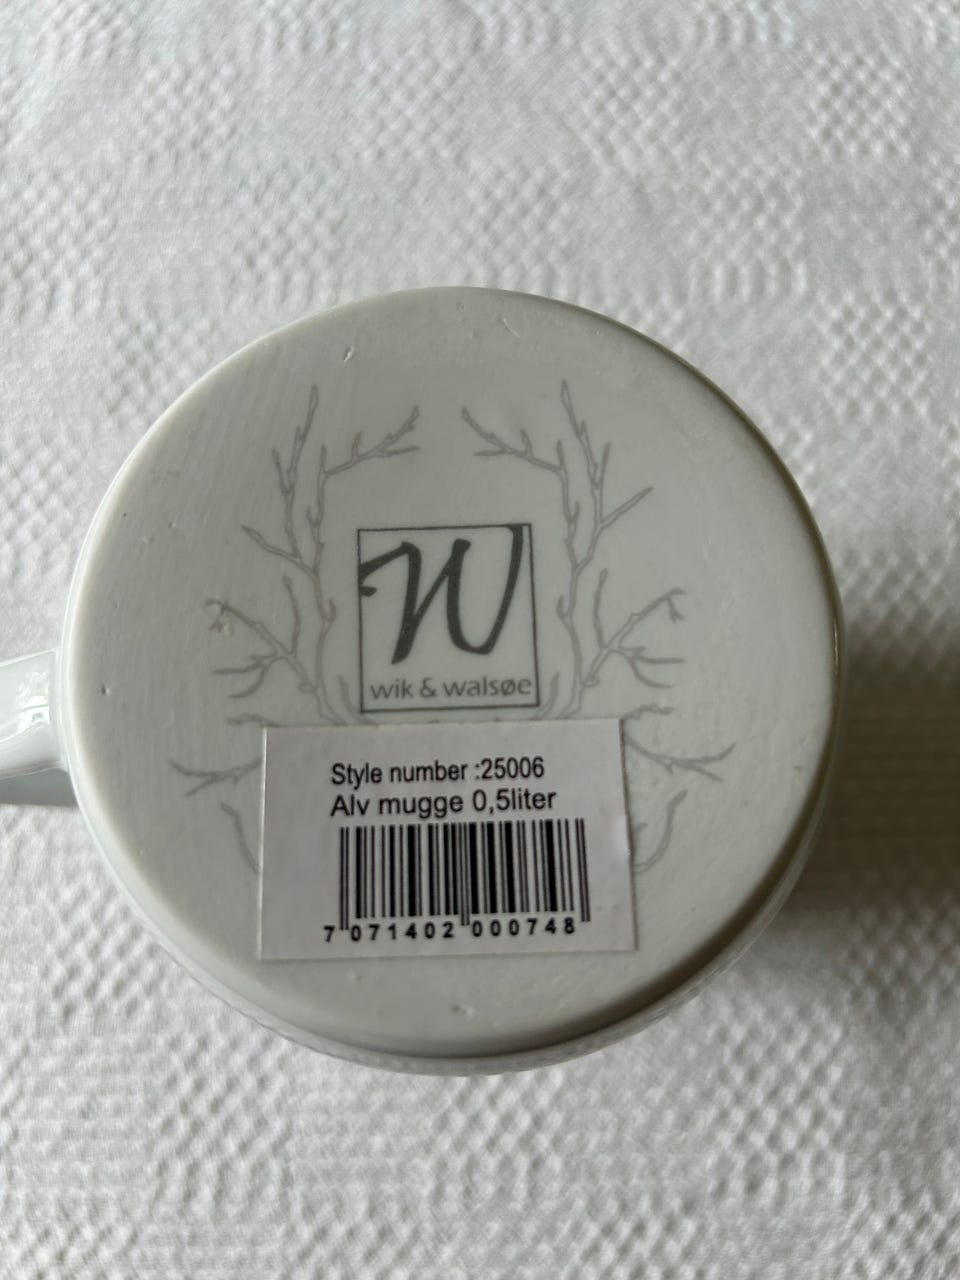 W
wik & walsøe
Style number :25006
Alv mugge 0,5liter
7 071402 000748